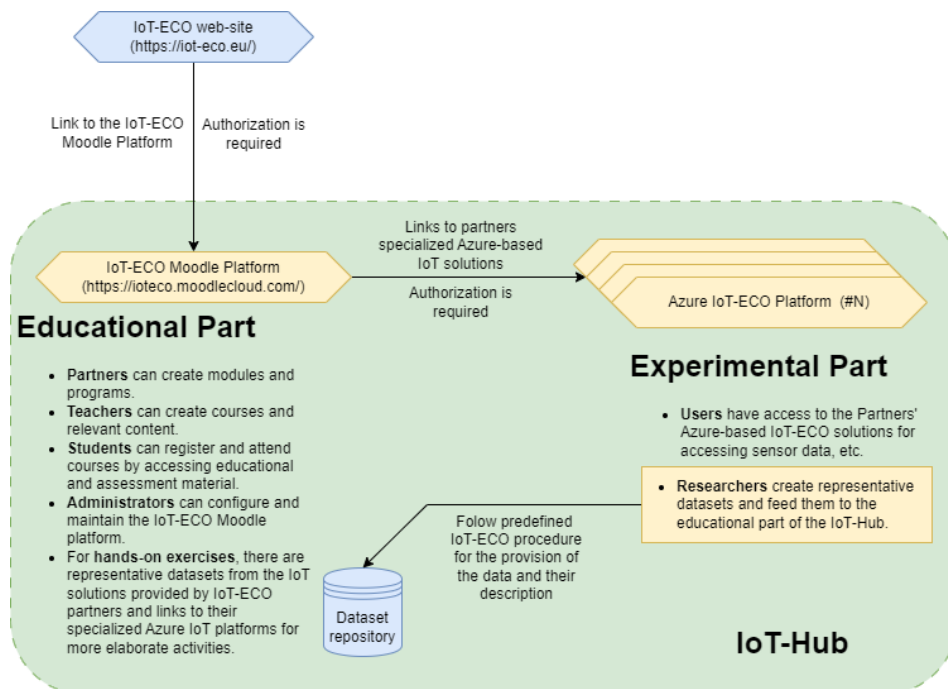 IoT-ECO web-site
(https://iot-eco.eu/)
Link to the IoT-ECO
Moodle Platform
Authorization is
required
IoT-ECO Moodle Platform
(https://ioteco.moodlecloud.com/)
Links to partners
specialized Azure-based
IoT solutions
Authorization is
required
Azure IoT-ECO Platform (#N)
Educational Part
• Partners can create modules and
programs.
• Teachers can create courses and
relevant content.
• Students can register and attend
courses by accessing educational
and assessment material.
• Administrators can configure and
maintain the IoT-ECO Moodle
platform.
• For hands-on exercises, there are
representative datasets from the IoT
solutions provided by IoT-ECO
partners and links to their
specialized Azure IoT platforms for
more elaborate activities.
Experimental Part
• Users have access to the Partners'
Azure-based IoT-ECO solutions for
accessing sensor data, etc.
• Researchers create representative
datasets and feed them to the
educational part of the IoT-Hub.
Folow predefined
IoT-ECO procedure
for the provision of
the data and their
description
Dataset
repository
IoT-Hub